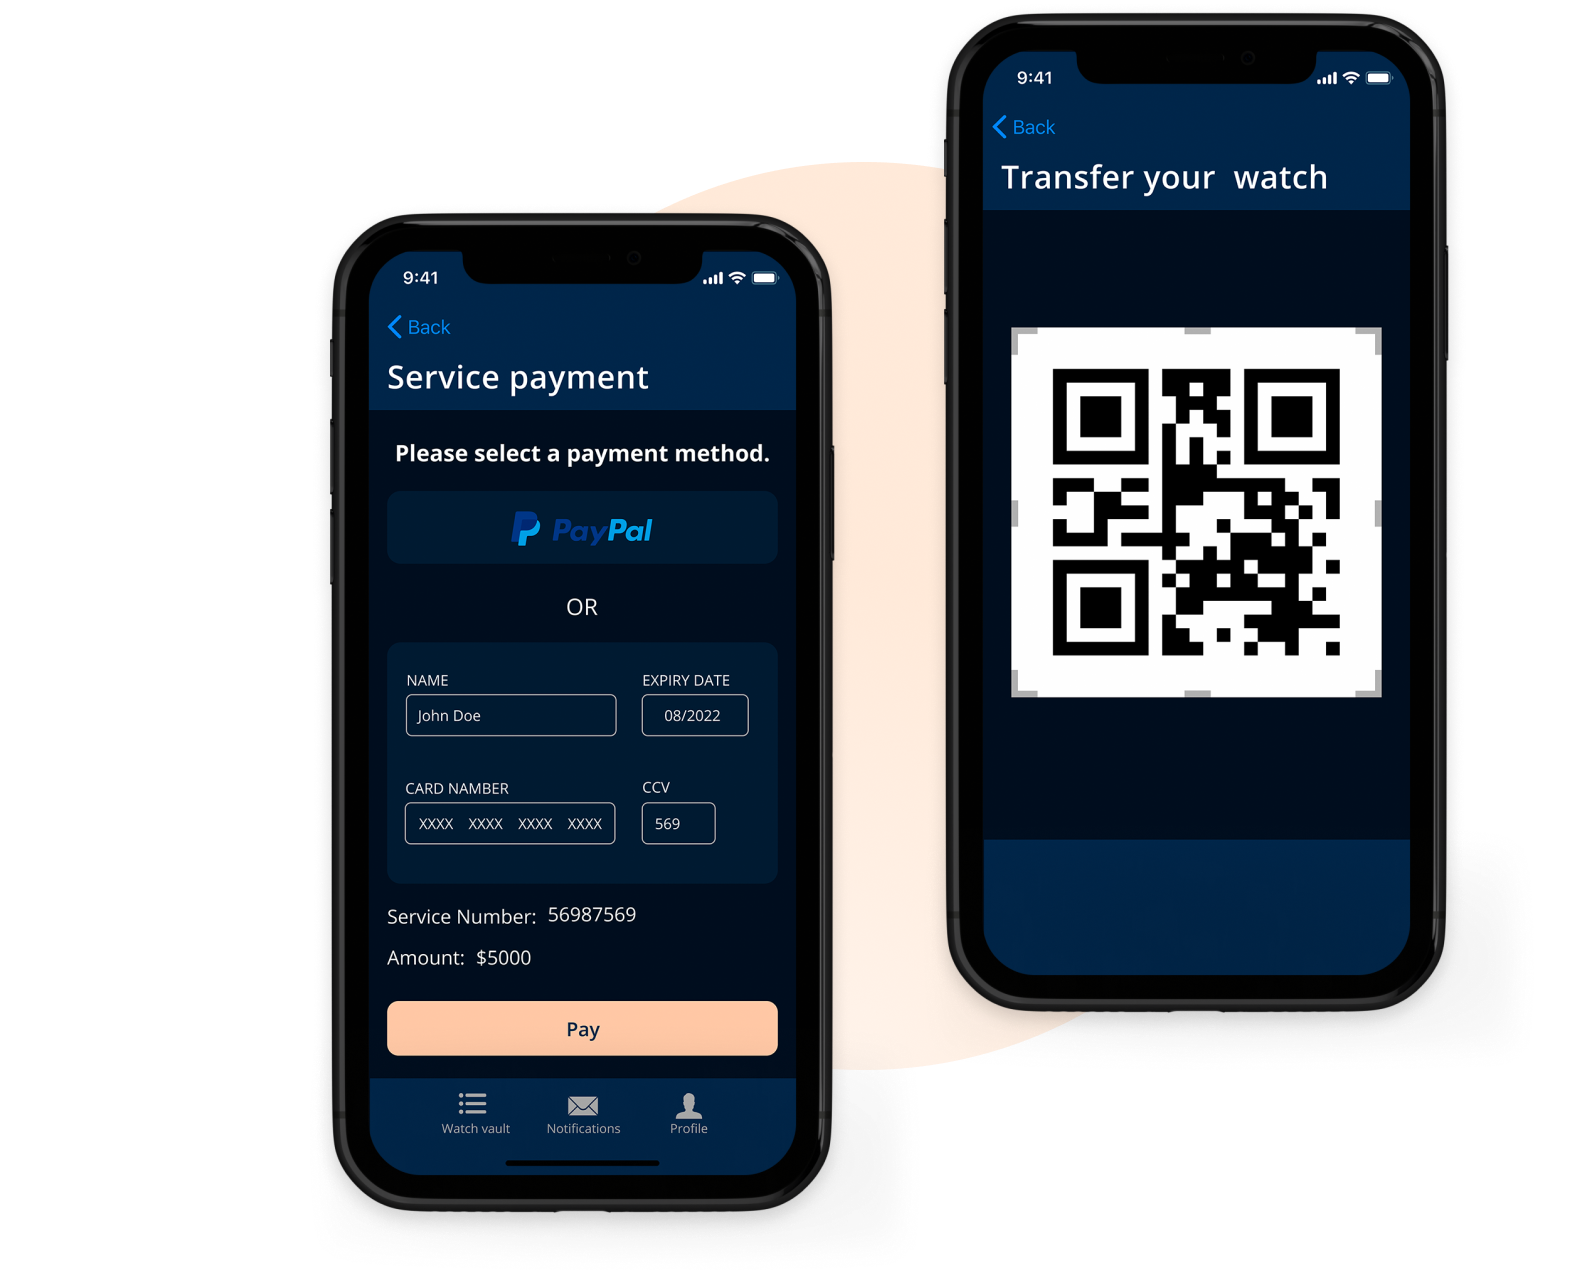 9:41
Back
Service payment
Please select a payment method.
PayPal
OR
NAME
EXPIRY DATE
John Doe
08/2022
CARD NAMBER
CCV
XXXX XXXX XXXX XXXX
569
Service Number: 56987569
Amount: $5000
Pay
Watch vault
Notifications
Profile
9:41
Back
Transfer your watch